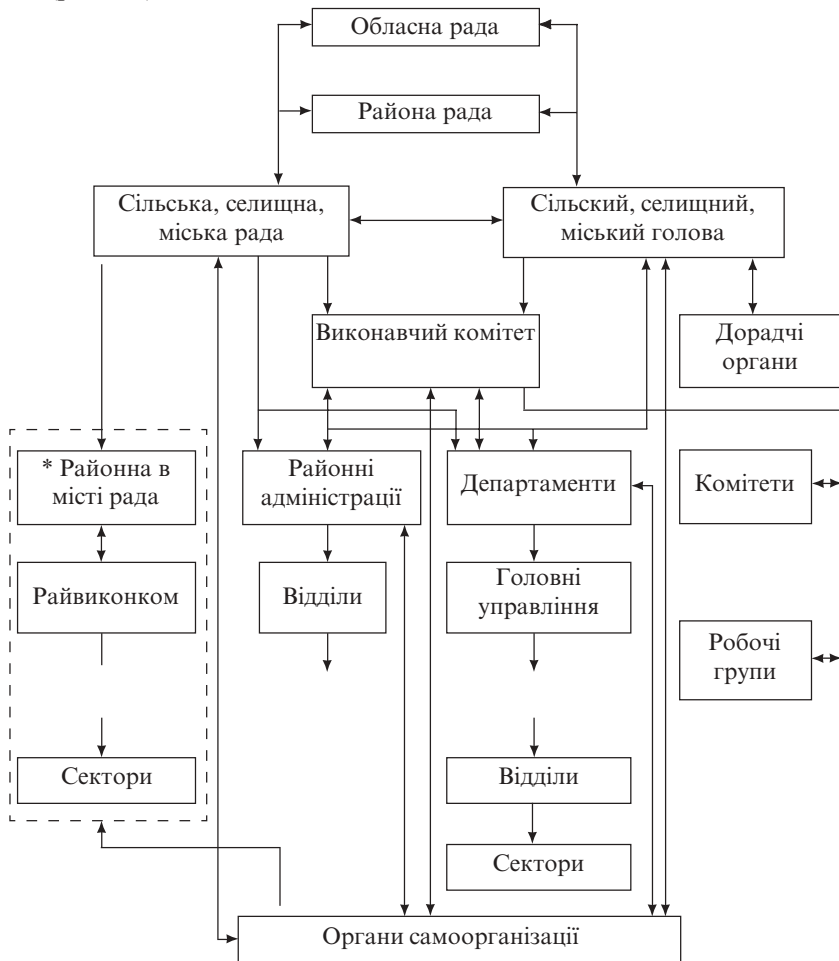 Обласна рада
Района рада
Сільська, селищна,
міська рада
Сільский, селищний,
міський голова
Виконавчий комітет
Дорадчі
органи
* Районна в
місті рада
Районні
адміністрації
Департаменти
Комітети
Райвиконком
Відділи
Головні
управління
Робочі
групи
Сектори
Відділи
Сектори
Органи самоорганізації